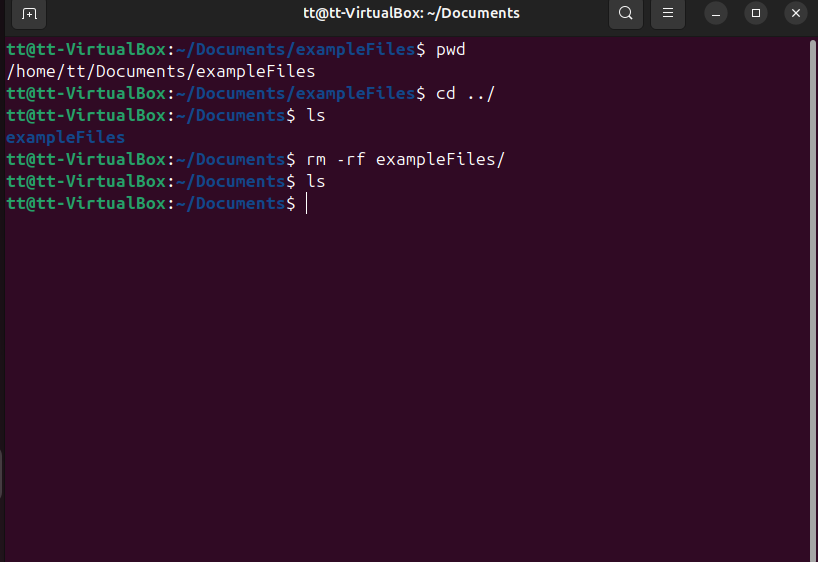 tt@tt-VirtualBox: ~/Documents
tt@tt-VirtualBox:~/Documents/exampleFiles$ pwd
/home/tt/Documents/exampleFiles
tt@tt-VirtualBox:~/Documents/exampleFiles$ cd ../
tt@tt-VirtualBox:~/Documents$ ls
exampleFiles
tt@tt-VirtualBox:~/Documents$ rm -rf exampleFiles/
tt@tt-VirtualBox:~/Documents$ ls
tt@tt-VirtualBox:~/Documents$